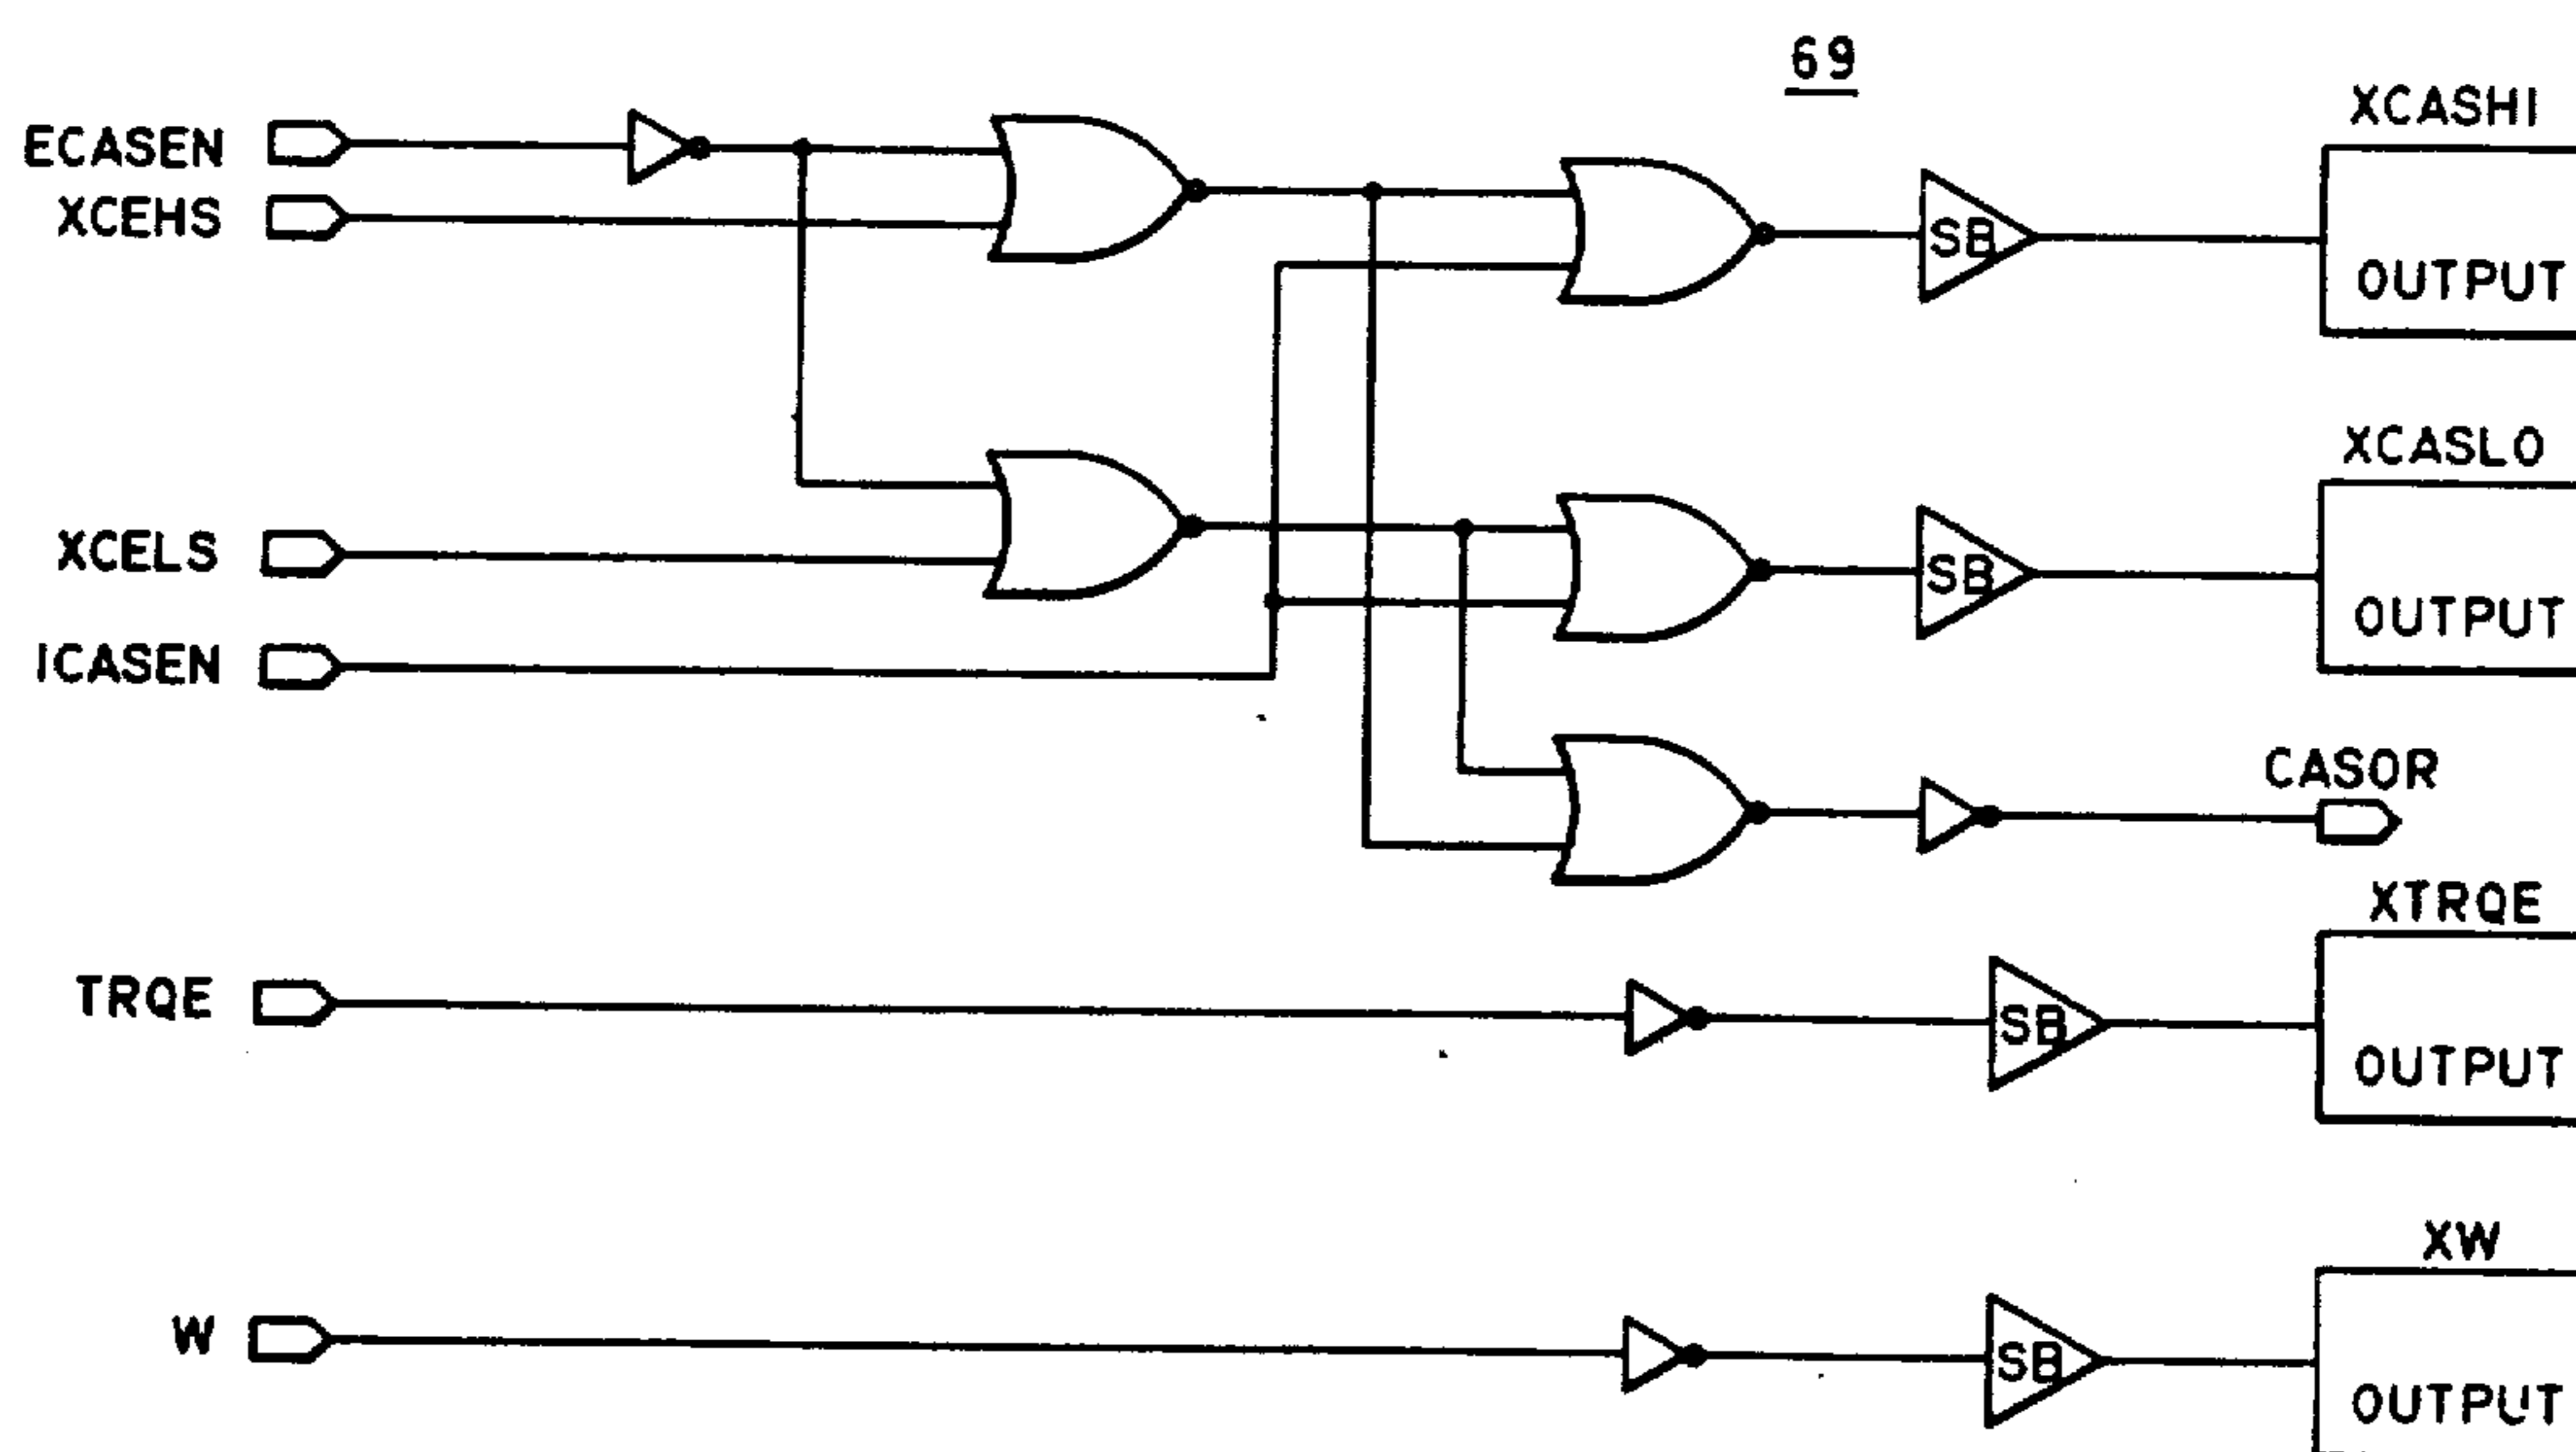 69
XCASHI
ECASEN
XCEHS
SB
OUTPUT
XCASLO
XCELS
SB
OUTPUT
ICASEN
CASOR
XTRQE
TRQE
SB
OUTPUT
XW
W
SB
OUTPUT